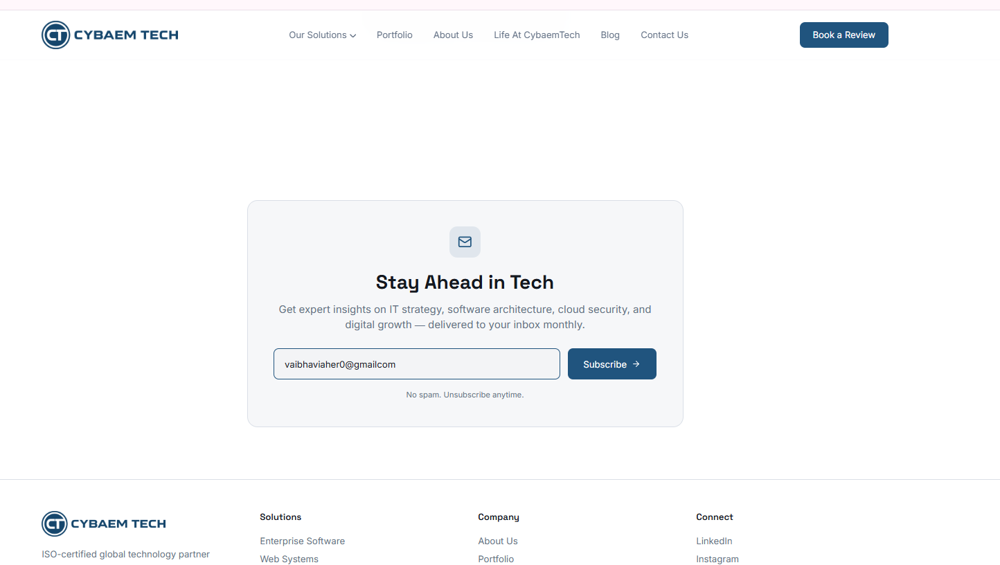 CT CYBAEM TECH
Our Solutions
Portfolio
About Us
Life At CybaemTech
Blog
Contact Us
Book a Review
Stay Ahead in Tech
Get expert insights on IT strategy, software architecture, cloud security, and
digital growth — delivered to your inbox monthly.
vaibhaviaher0@gmailcom
Subscribe →
No spam. Unsubscribe anytime.
CT CYBAEM TECH
ISO-certified global technology partner
Solutions
Enterprise Software
Web Systems
Company
About Us
Portfolio
Connect
LinkedIn
Instagram